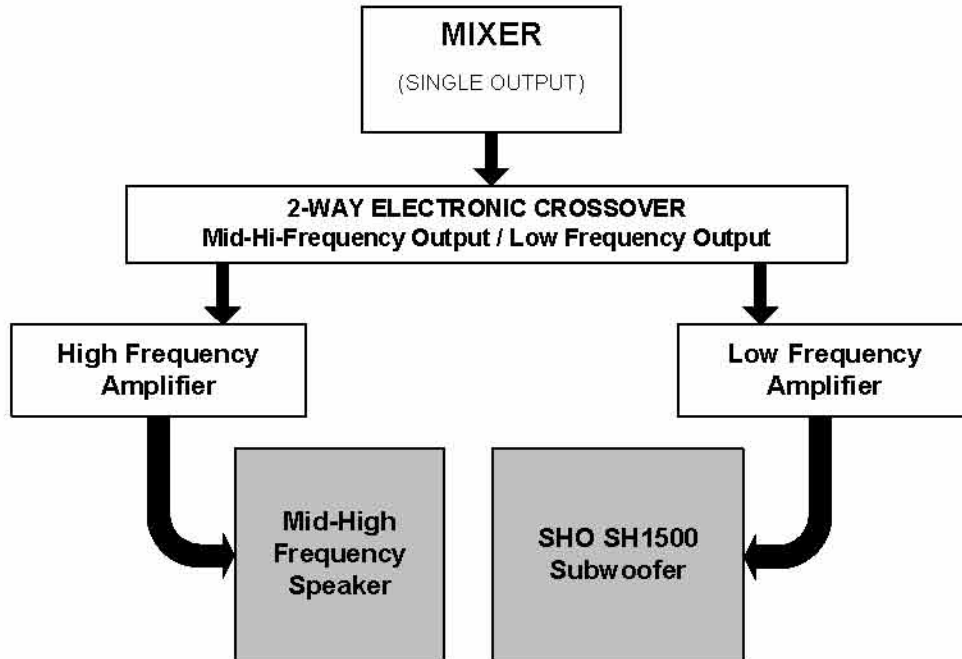 MIXER
(SINGLE OUTPUT)
2-WAY ELECTRONIC CROSSOVER
Mid-Hi-Frequency Output / Low Frequency Output
High Frequency
Amplifier
Low Frequency
Amplifier
Mid-High
Frequency
Speaker
SHO SH1500
Subwoofer